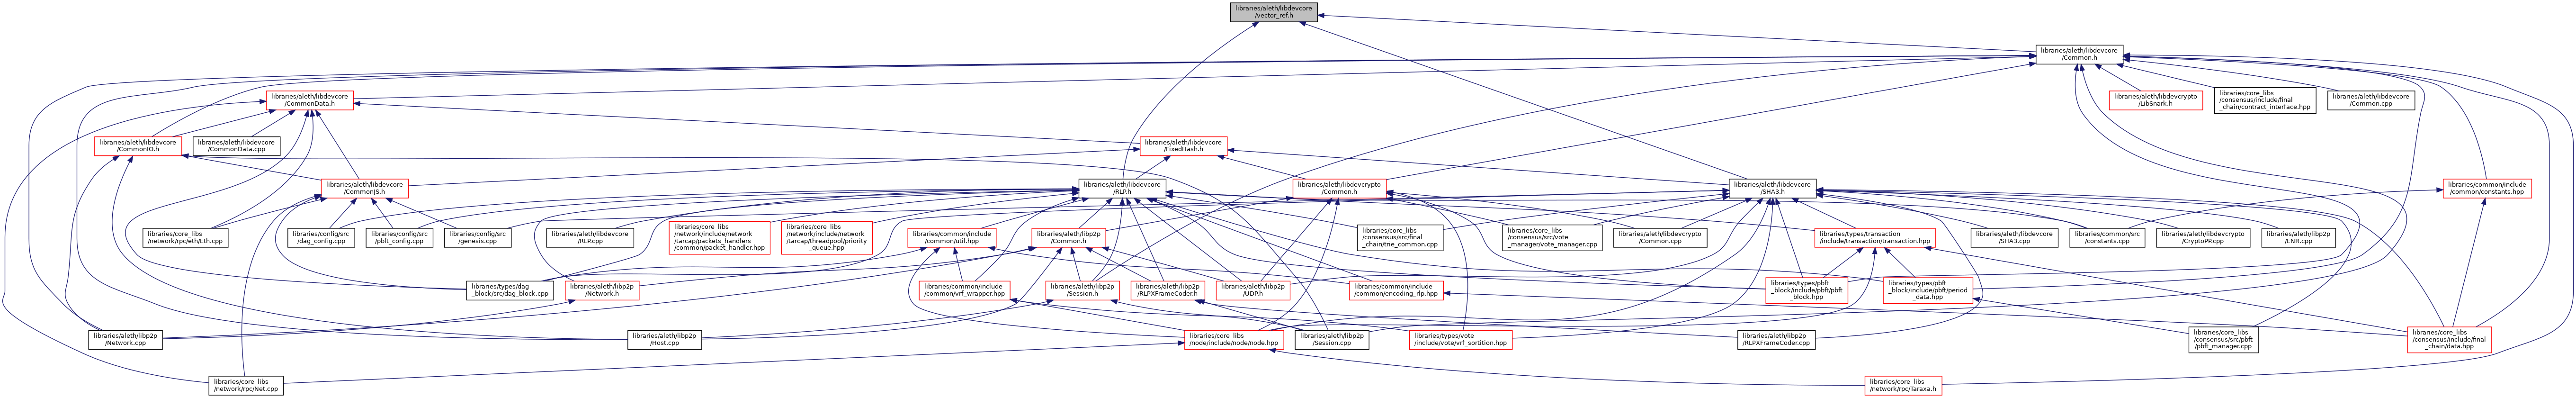 libraries/aleth/libdevcore
/vector_ref.h
libraries/aleth/libdevcore
/Common.h
libraries/aleth/libdevcore
/CommonData.h
libraries/aleth/libdevcrypto
/LibSnark.h
libraries/core_libs
/consensus/include/final
_chain/contract_interface.hpp
libraries/aleth/libdevcore
/Common.cpp
libraries/aleth/libdevcore
/CommonIO.h
libraries/aleth/libdevcore
/CommonData.cpp
libraries/aleth/libdevcore
/FixedHash.h
libraries/aleth/libdevcore
/CommonJS.h
libraries/aleth/libdevcore
/RLP.h
libraries/aleth/libdevcrypto
/Common.h
libraries/aleth/libdevcore
/SHA3.h
libraries/common/include
/common/constants.hpp
libraries/core_libs
/network/rpc/eth/Eth.cpp
libraries/config/src
/dag_config.cpp
libraries/config/src
/pbft_config.cpp
libraries/config/src
/genesis.cpp
libraries/aleth/libdevcore
/RLP.cpp
libraries/core_libs
/network/include/network
/tarcap/packets_handlers
/common/packet_handler.hpp
libraries/core_libs
/network/include/network
/tarcap/threadpool/priority
_queue.hpp
libraries/common/include
/common/util.hpp
libraries/aleth/libp2p
/Common.h
libraries/core_libs
/consensus/src/final
_chain/trie_common.cpp
libraries/core_libs
/consensus/src/vote
_manager/vote_manager.cpp
libraries/aleth/libdevcrypto
/Common.cpp
libraries/types/transaction
/include/transaction/transaction.hpp
libraries/aleth/libdevcore
/SHA3.cpp
libraries/common/src
/constants.cpp
libraries/aleth/libdevcrypto
/CryptoPP.cpp
libraries/aleth/libp2p
/ENR.cpp
libraries/types/dag
_block/src/dag_block.cpp
libraries/aleth/libp2p
/Network.h
libraries/common/include
/common/vrf_wrapper.hpp
libraries/aleth/libp2p
/Session.h
libraries/aleth/libp2p
/RLPXFrameCoder.h
libraries/aleth/libp2p
/UDP.h
libraries/common/include
/common/encoding_rlp.hpp
libraries/types/pbft
_block/include/pbft/pbft
_block.hpp
libraries/types/pbft
_block/include/pbft/period
_data.hpp
libraries/aleth/libp2p
/Network.cpp
libraries/aleth/libp2p
/Host.cpp
libraries/core_libs
/node/include/node/node.hpp
libraries/aleth/libp2p
/Session.cpp
libraries/types/vote
include/vote/vrf_sortition.hpp
libraries/aleth/libp2p
/RLPXFrameCoder.cpp
libraries/core_libs
/consensus/src/pbft
/pbft_manager.cpp
libraries/core_libs
/consensus/include/final
_chain/data.hpp
libraries/core_libs
/network/rpc/Net.cpp
libraries/core_libs
/network/rpc/Taraxa.h